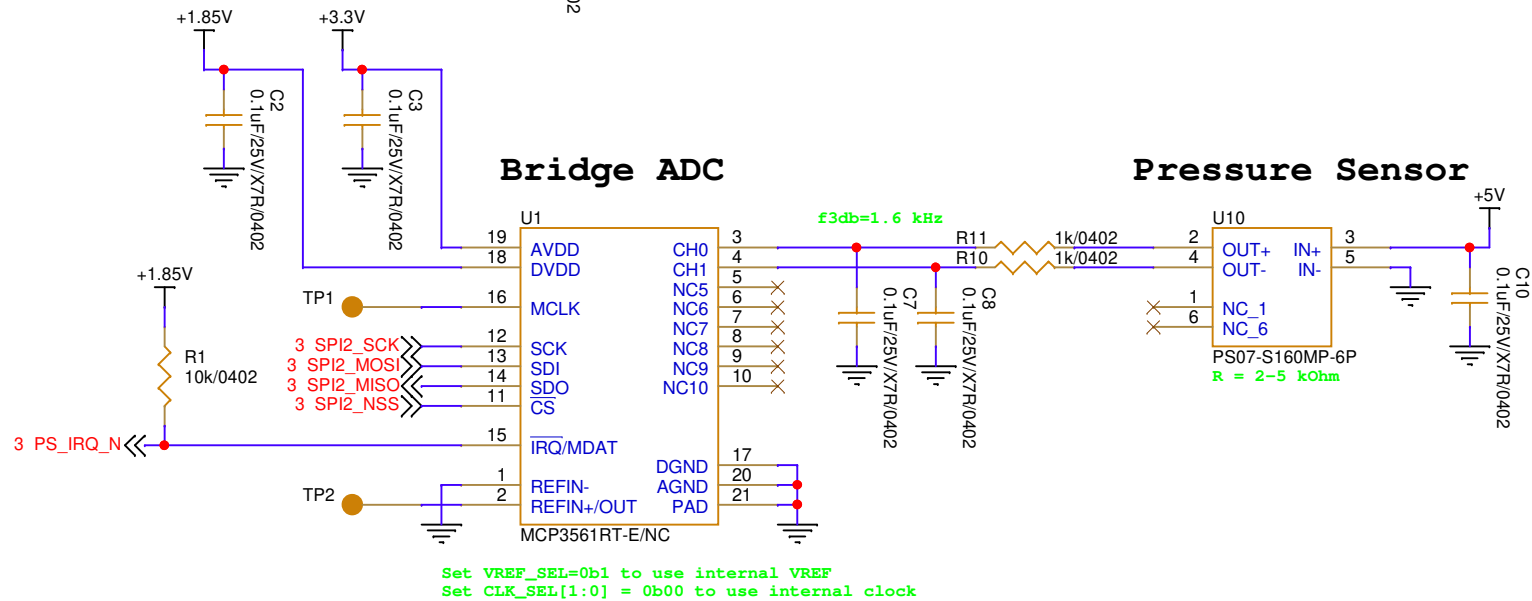 02
+1.85V
+3.3V
C2
0.1uF/25V/X7R/0402
C3
0.1uF/25V/X7R/0402
Bridge ADC
Pressure Sensor
+5V
U1
f3db=1.6 kHz
U10
19 AVDD
18 DVDD
16 MCLK
12 SCK
13 SDI
14 SDO
11 CS
15 IRQ/MDAT
1 REFIN-
2 REFIN+/OUT
CH0 3
CH1 4
NC5 5
NC6 6
NC7 7
NC8 8
NC9 9
NC10 10
DGND 17
AGND 20
PAD 21
MCP3561RT-E/NC
+1.85V
R1
10k/0402
TP1
3 SPI2_SCK
3 SPI2_MOSI
3 SPI2_MISO
3 SPI2_NSS
3 PS_IRQ_N
TP2
R11 1k/0402
R10 1k/0402
C7
0.1uF/25V/X7R/0402
C8
0.1uF/25V/X7R/0402
2 OUT+
4 OUT-
1 NC_1
6 NC_6
IN+ 3
IN- 5
PS07-S160MP-6P
R = 2-5 kOhm
C10
0.1uF/25V/X7R/0402
Set VREF_SEL=0b1 to use internal VREF
Set CLK_SEL[1:0] = 0b00 to use internal clock